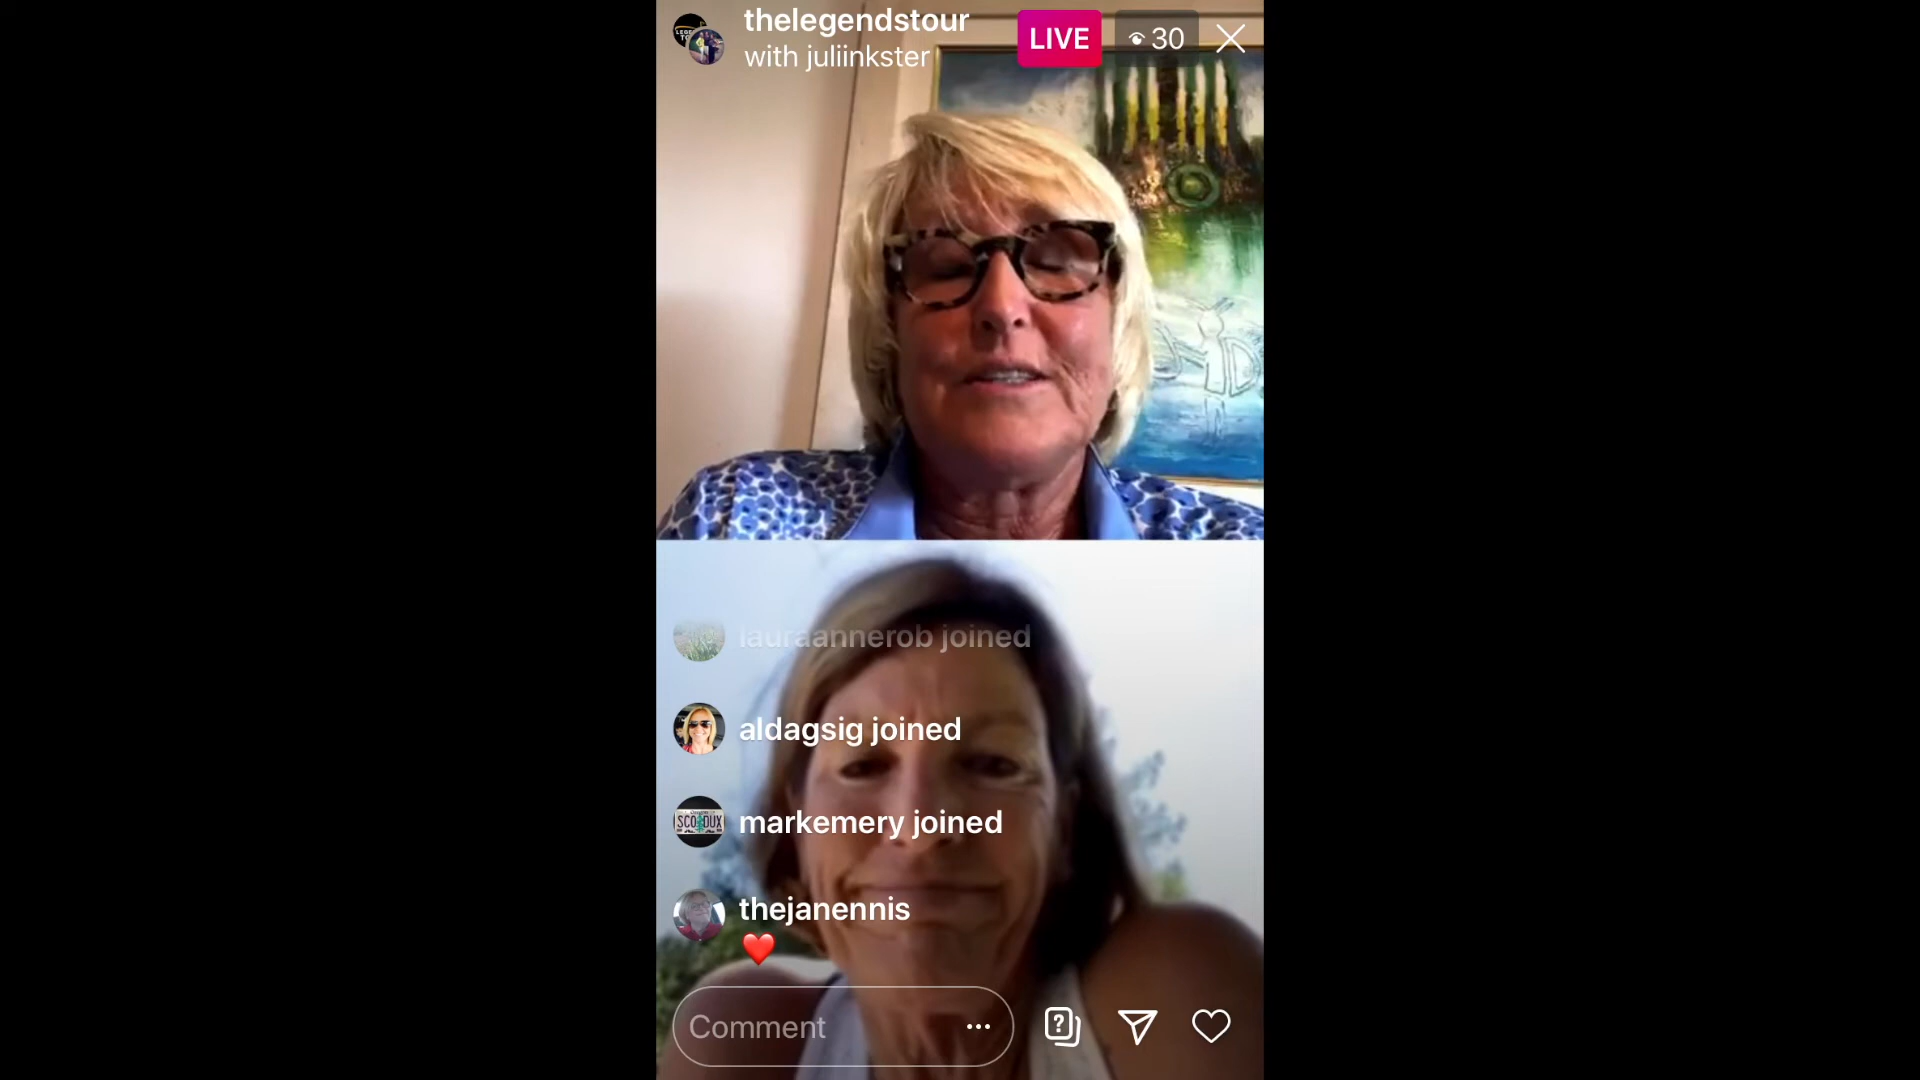 thelegendstour
with juliinkster
LIVE
30
lauraannerob joined
aldagsig joined
markemery joined
thejanennis
❤️
Comment